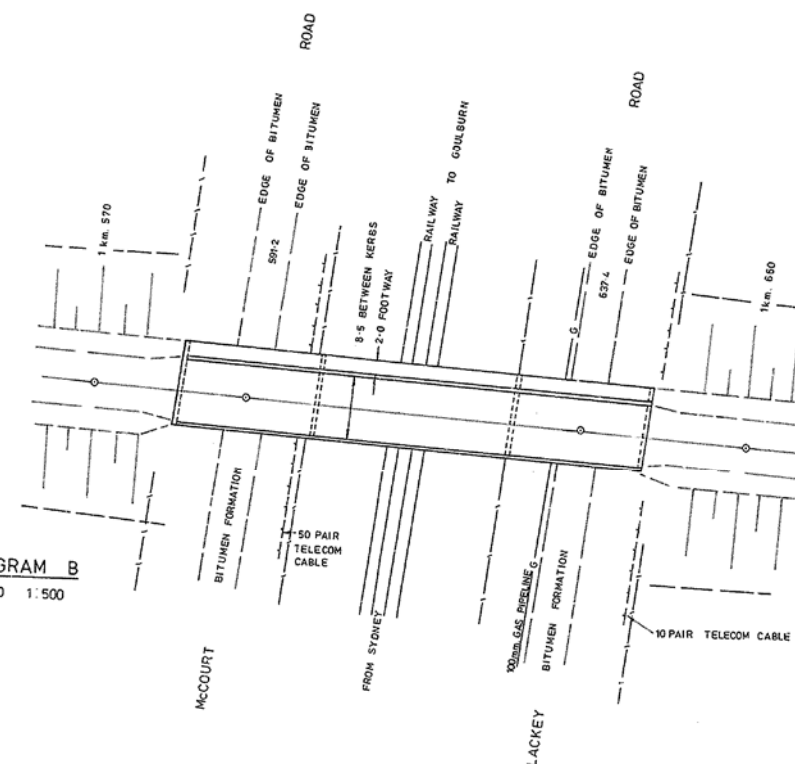 ROAD
EDGE OF BITUMEN
591·2
EDGE OF BITUMEN
8·5 BETWEEN KERBS
2·0 FOOTWAY
RAILWAY
RAILWAY TO GOULBURN
ROAD
EDGE OF BITUMEN
637·4
EDGE OF BITUMEN
G
1 km. 570
1km. 660
BITUMEN FORMATION
50 PAIR
TELECOM
CABLE
GRAM B
1:500
McCOURT
FROM SYDNEY
100mm GAS PIPELINE
G
BITUMEN FORMATION
10 PAIR TELECOM CABLE
LACKEY